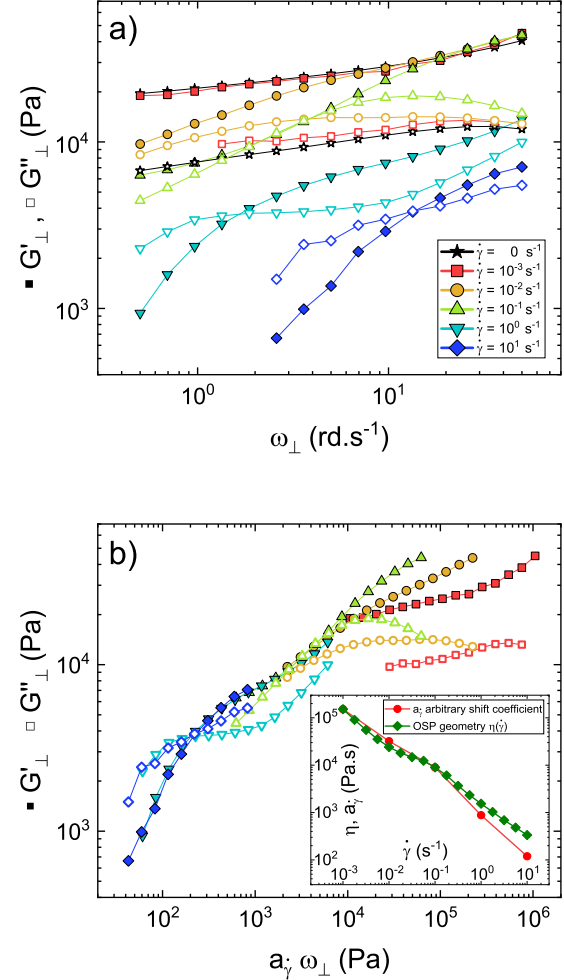 a)
■ G'⊥, □ G''⊥ (Pa)
10⁴
10³
10⁰
10¹
ω⊥ (rd.s⁻¹)
γ̇ = 0 s⁻¹
γ̇ = 10⁻³ s⁻¹
γ̇ = 10⁻² s⁻¹
γ̇ = 10⁻¹ s⁻¹
γ̇ = 10⁰ s⁻¹
γ̇ = 10¹ s⁻¹
b)
■ G'⊥ □ G''⊥ (Pa)
10⁴
10³
10² 10³ 10⁴ 10⁵ 10⁶
a_γ̇ ω⊥ (Pa)
a_γ̇ arbitrary shift coefficient
OSP geometry η(γ̇)
η, a_γ̇ (Pa.s)
10⁵
10⁴
10³
10²
γ̇ (s⁻¹)
10⁻³ 10⁻² 10⁻¹ 10⁰ 10¹